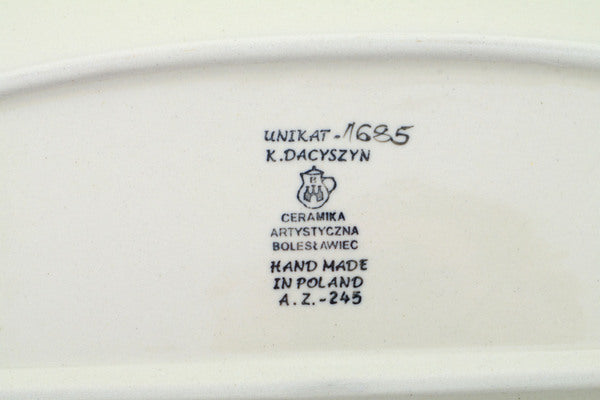 UNIKAT-1685
K. DACYSZYN
B
CERAMIKA
ARTYSTYCZNA
BOLESŁAWIEC
HAND MADE
IN POLAND
A.Z.-245